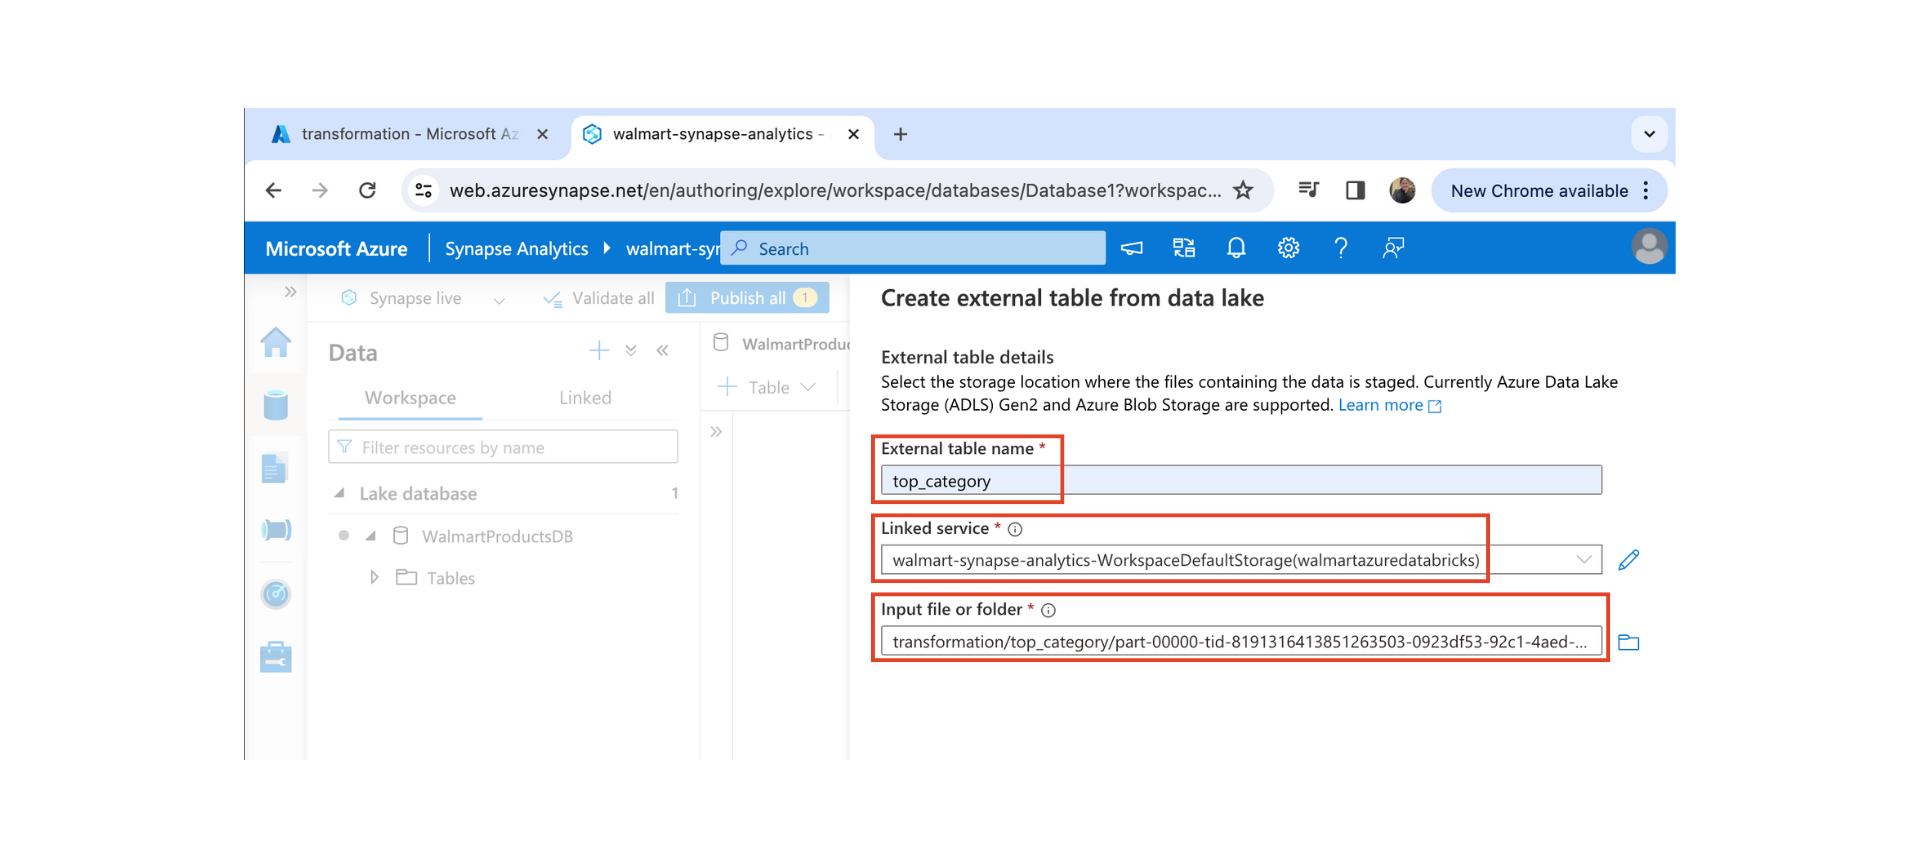 transformation - Microsoft Az
walmart-synapse-analytics -
web.azuresynapse.net/en/authoring/explore/workspace/databases/Database1?workspac...
New Chrome available
Microsoft Azure
Synapse Analytics
walmart-syn
Search
Synapse live
Validate all
Publish all 1
Data
Workspace
Linked
Filter resources by name
Lake database 1
WalmartProductsDB
Tables
WalmartProduc
Table
Create external table from data lake
External table details
Select the storage location where the files containing the data is staged. Currently Azure Data Lake
Storage (ADLS) Gen2 and Azure Blob Storage are supported. Learn more
External table name *
top_category
Linked service *
walmart-synapse-analytics-WorkspaceDefaultStorage(walmartazuredatabricks)
Input file or folder *
transformation/top_category/part-00000-tid-8191316413851263503-0923df53-92c1-4aed-...